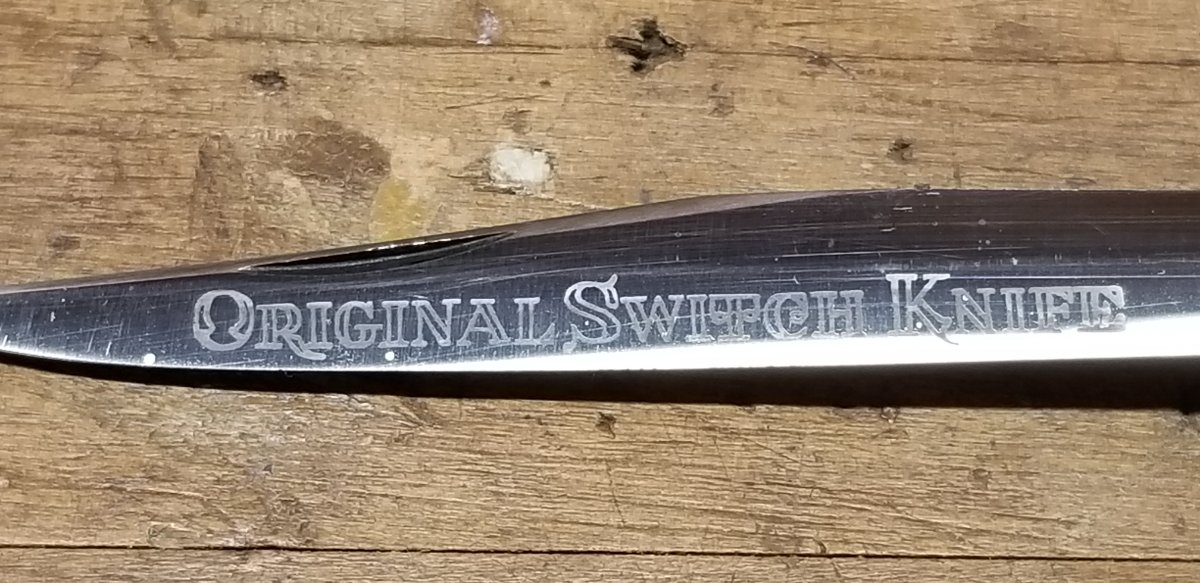 ORIGINAL SWITCH KNIFE